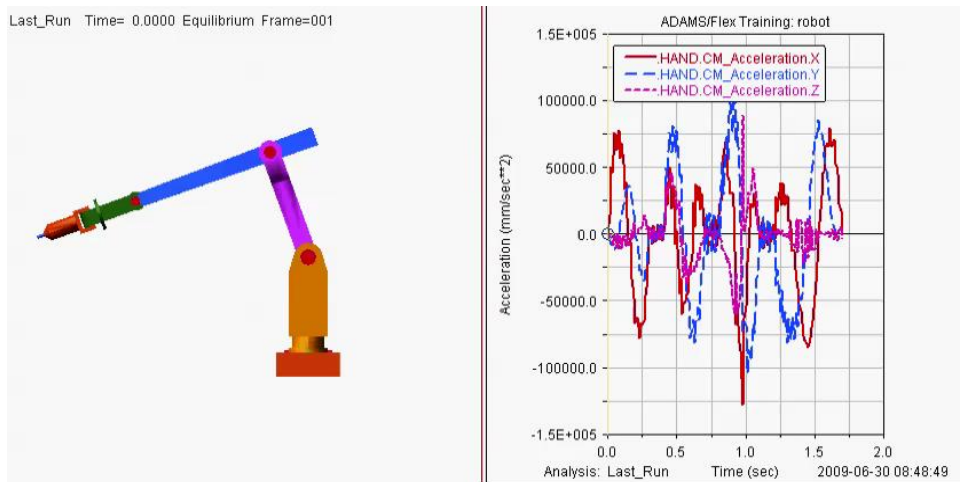 Last_Run Time= 0.0000 Equilibrium Frame=001
ADAMS/Flex Training: robot
1.5E+005
100000.0
50000.0
0.0
-50000.0
-100000.0
-1.5E+005
Acceleration (mm/sec**2)
.HAND.CM_Acceleration.X
.HAND.CM_Acceleration.Y
.HAND.CM_Acceleration.Z
0.0 0.5 1.0 1.5 2.0
Analysis: Last_Run Time (sec) 2009-06-30 08:48:49